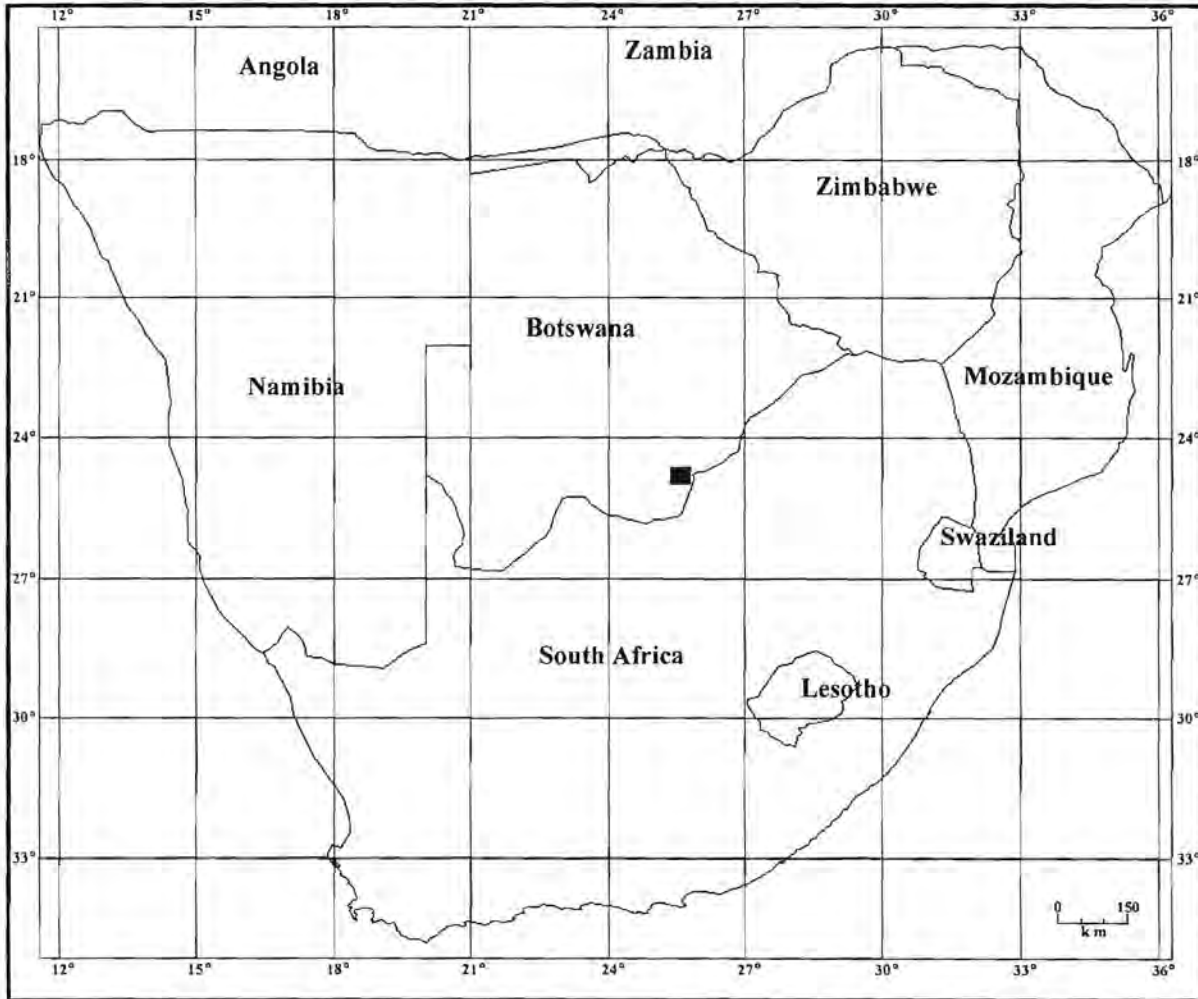 12° 15° 18° 21° 24° 27° 30° 33° 36°
Angola
Zambia
18° 18°
Zimbabwe
21° 21°
Botswana
Namibia
Mozambique
24° 24°
Swaziland
27° 27°
South Africa
Lesotho
30° 30°
33° 33°
0 150
km
12° 15° 18° 21° 24° 27° 30° 33° 36°